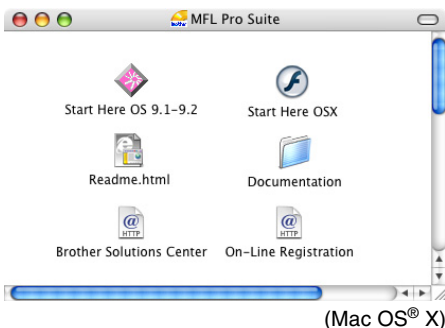 MFL Pro Suite
Start Here OS 9.1-9.2 Start Here OSX
Readme.html Documentation
@ @
HTTP HTTP
Brother Solutions Center On-Line Registration
(Mac OS® X)